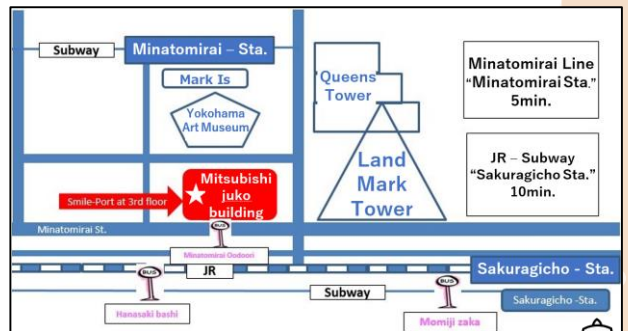 Subway
Minatomirai – Sta.
Mark Is
Yokohama
Art Museum
Queens
Tower
Land
Mark
Tower
Minatomirai Line
“Minatomirai Sta.”
5min.
JR – Subway
“Sakuragicho Sta.”
10min.
Smile-Port at 3rd floor
Mitsubishi
juko
building
Minatomirai St.
BUS
Minatomirai Oodoori
JR
Sakuragicho - Sta.
BUS
Hanasaki bashi
Subway
BUS
Momiji zaka
Sakuragicho -Sta.